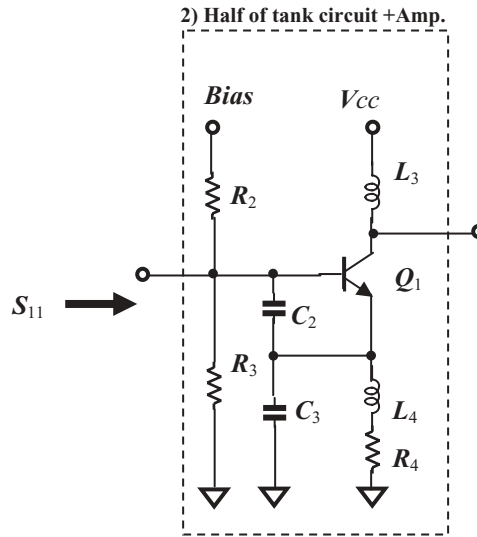 2) Half of tank circuit +Amp.
Bias
Vcc
L3
R2
Q1
S11
C2
R3
C3
L4
R4